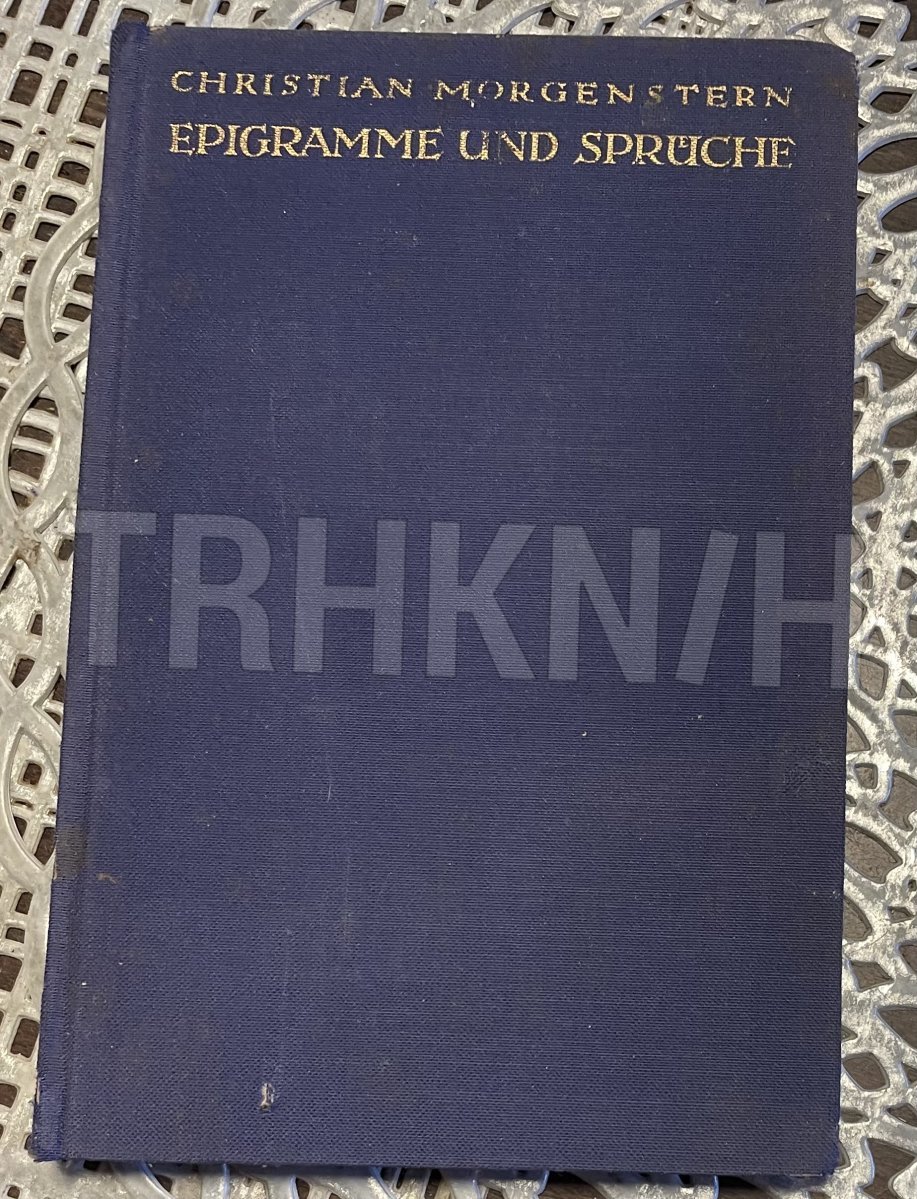 CHRISTIAN MORGENSTERN
EPIGRAMME UND SPRÜCHE
TRHKN/H